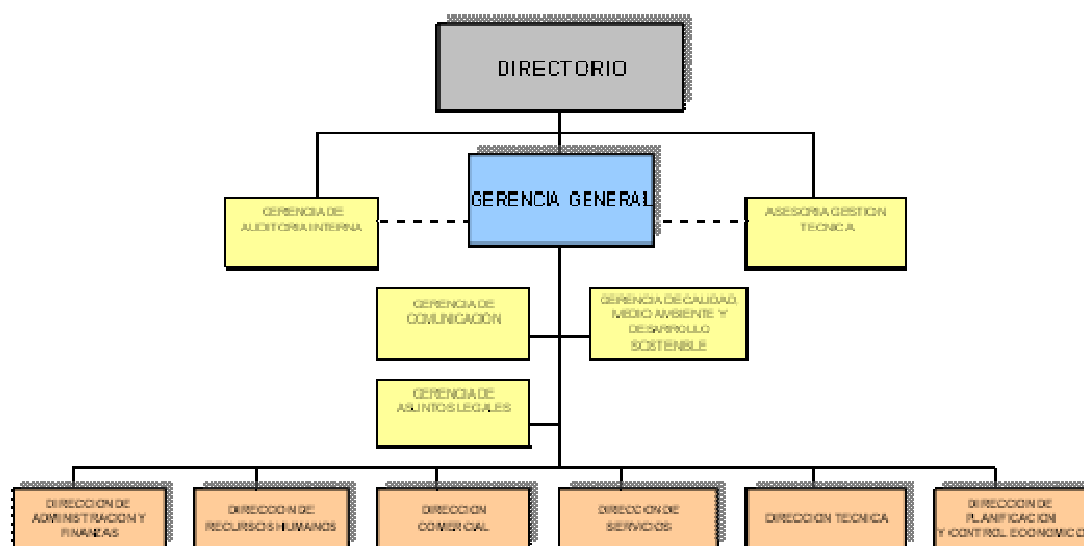 DIRECTORIO
GERENCIA GENERAL
GERENCIA DE
AUDITORIA INTERNA
ASESORIA GESTION
TECNICA
GERENCIA DE
COMUNICACIÓN
GERENCIA DE CALIDAD,
MEDIO AMBIENTE Y
DESARROLLO
SOSTENIBLE
GERENCIA DE
ASUNTOS LEGALES
DIRECCION DE
ADMINISTRACION Y
FINANZAS
DIRECCION DE
RECURSOS HUMANOS
DIRECCION
COMERCIAL
DIRECCION DE
SERVICIOS
DIRECCION TECNICA
DIRECCION DE
PLANIFICACION
Y CONTROL ECONOMICO